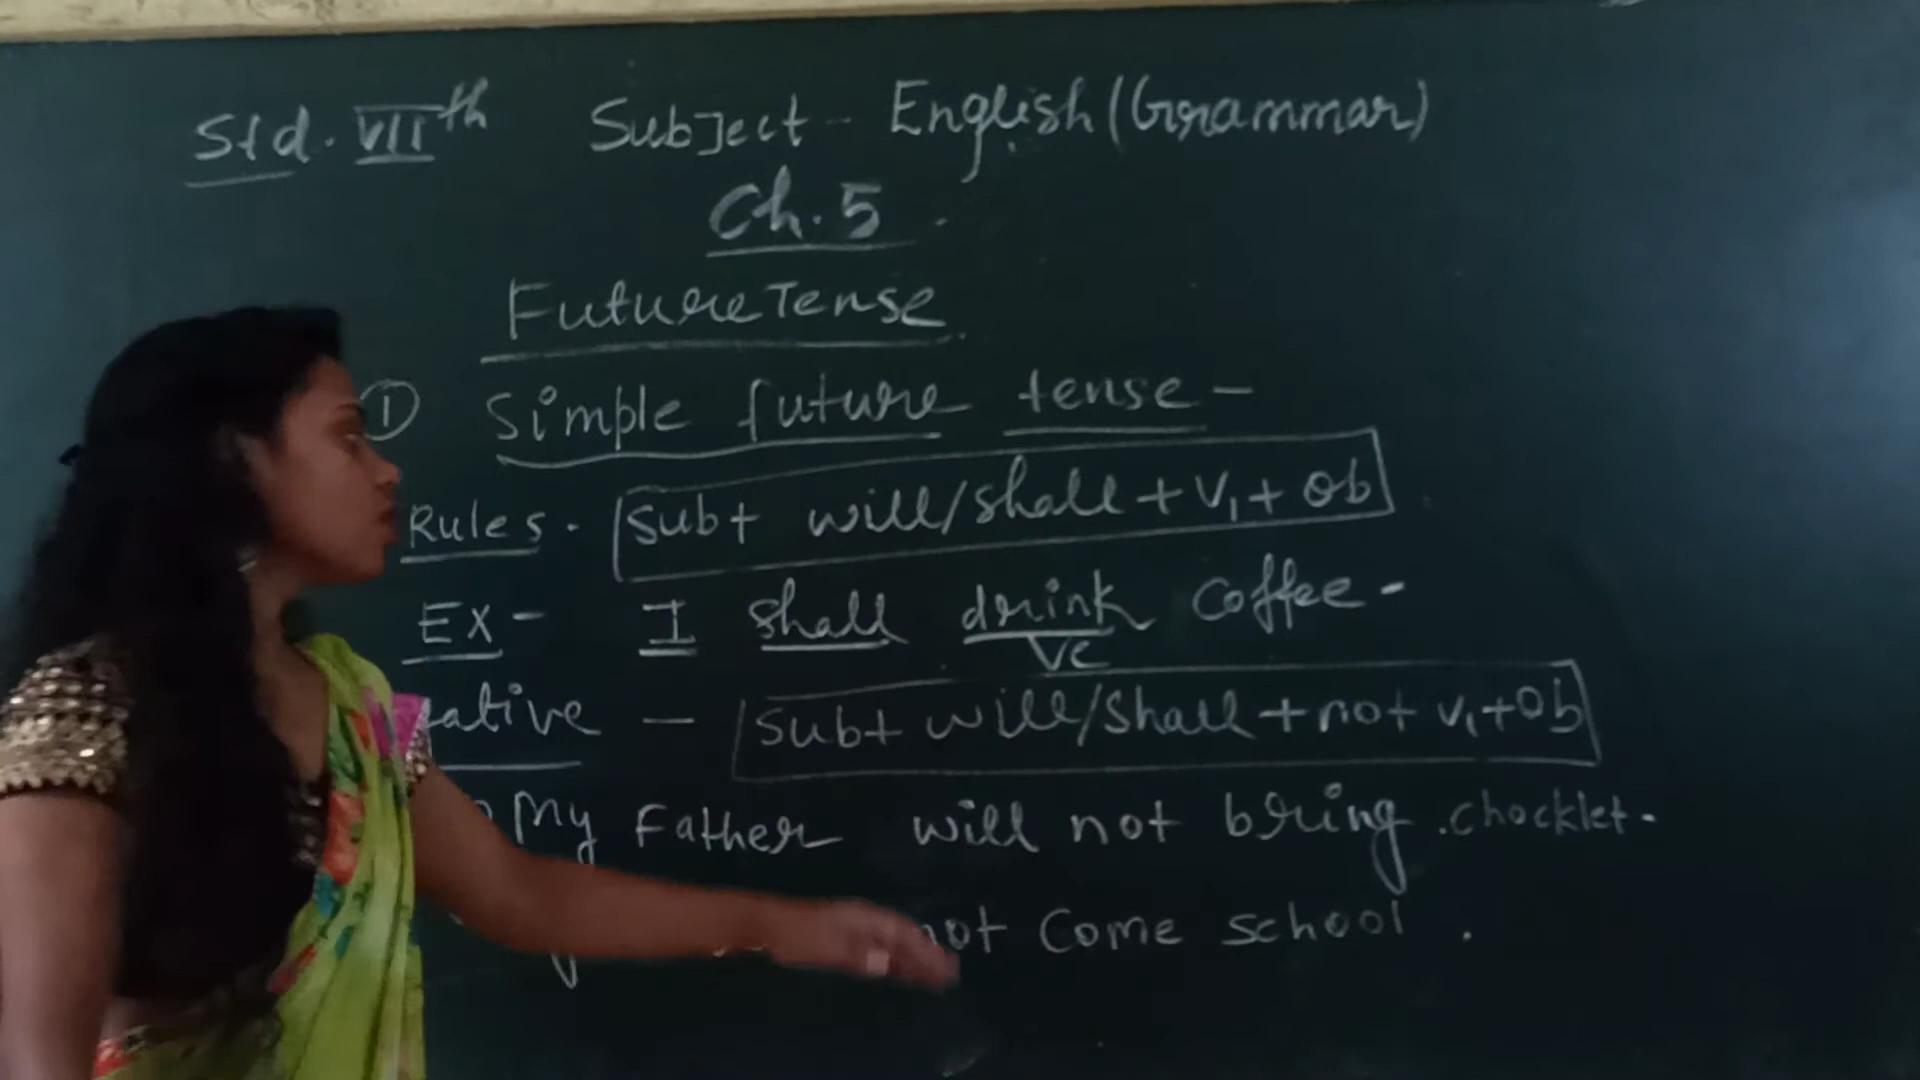 Std. VIIth Subject - English (Grammar)
Ch. 5
Future Tense
① Simple future tense -
Rules. Sub+ will/shall + V1 + Ob
Ex - I shall drink coffee -
Sub+ will/shall + not V1 + Ob
My Father will not bring chocklet.
not come school.